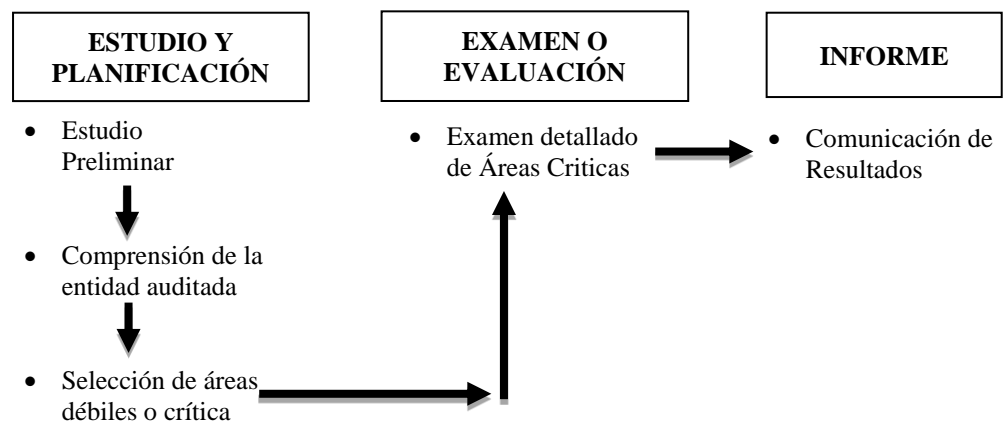 ESTUDIO Y
PLANIFICACIÓN
• Estudio
Preliminar
• Comprensión de la
entidad auditada
• Selección de áreas
débiles o crítica
EXAMEN O
EVALUACIÓN
• Examen detallado
de Áreas Criticas
INFORME
• Comunicación de
Resultados